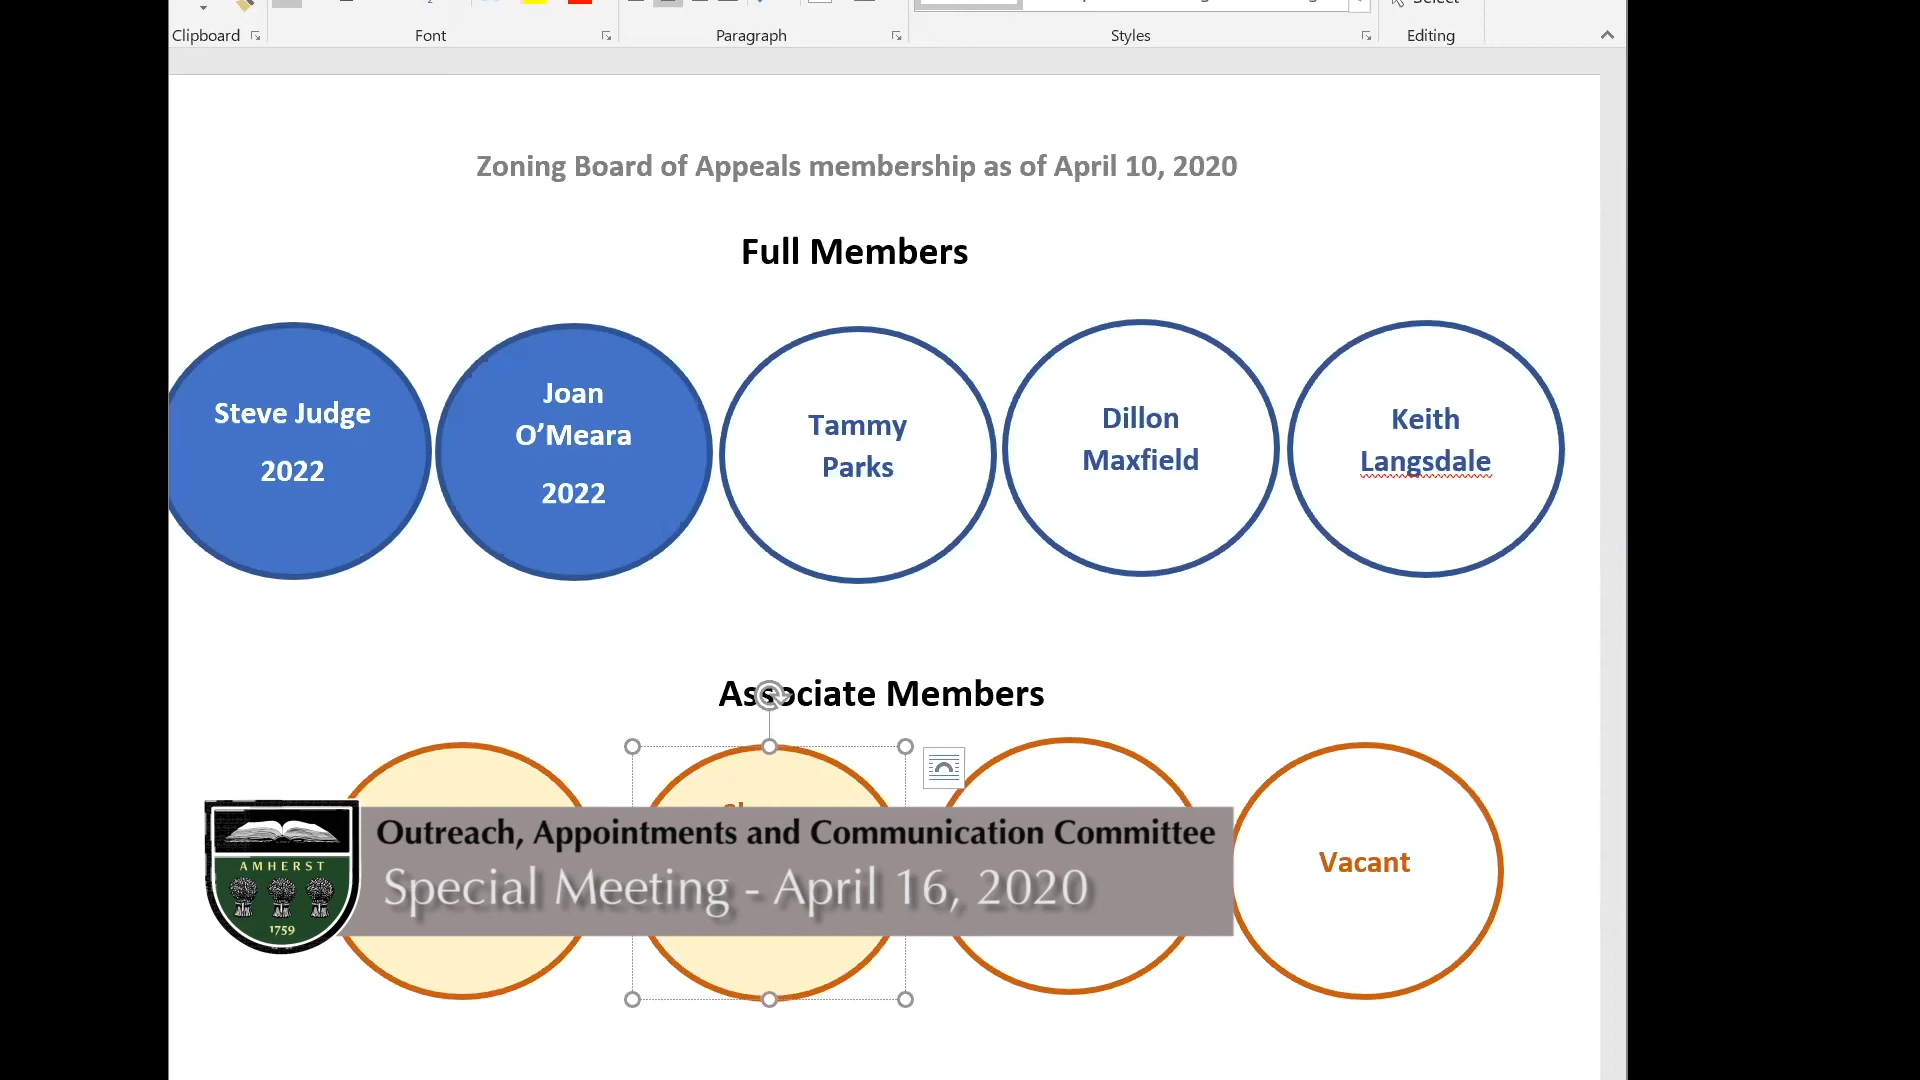 Clipboard
Font
Paragraph
Styles
Editing
Zoning Board of Appeals membership as of April 10, 2020
Full Members
Steve Judge
2022
Joan
O’Meara
2022
Tammy
Parks
Dillon
Maxfield
Keith
Langsdale
Associate Members
Outreach, Appointments and Communication Committee
Special Meeting - April 16, 2020
AMHERST
1759
Vacant